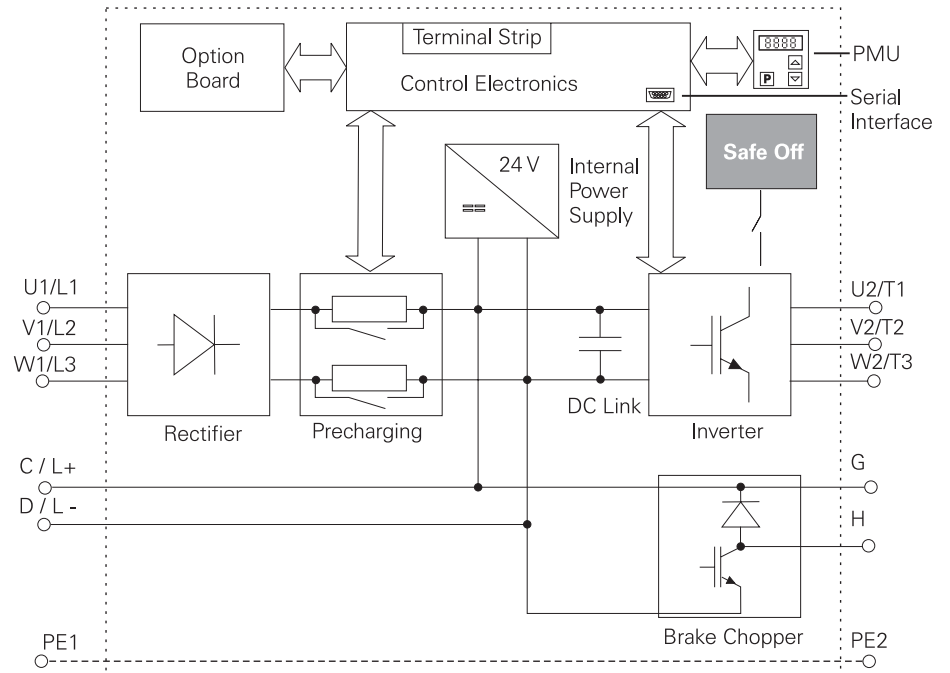 Option
Board
Terminal Strip
Control Electronics
8888
P
PMU
Serial
Interface
Safe Off
24 V
Internal
Power
Supply
U1/L1
V1/L2
W1/L3
U2/T1
V2/T2
W2/T3
Rectifier
Precharging
DC Link
Inverter
C / L+
D / L -
G
H
Brake Chopper
PE1
PE2